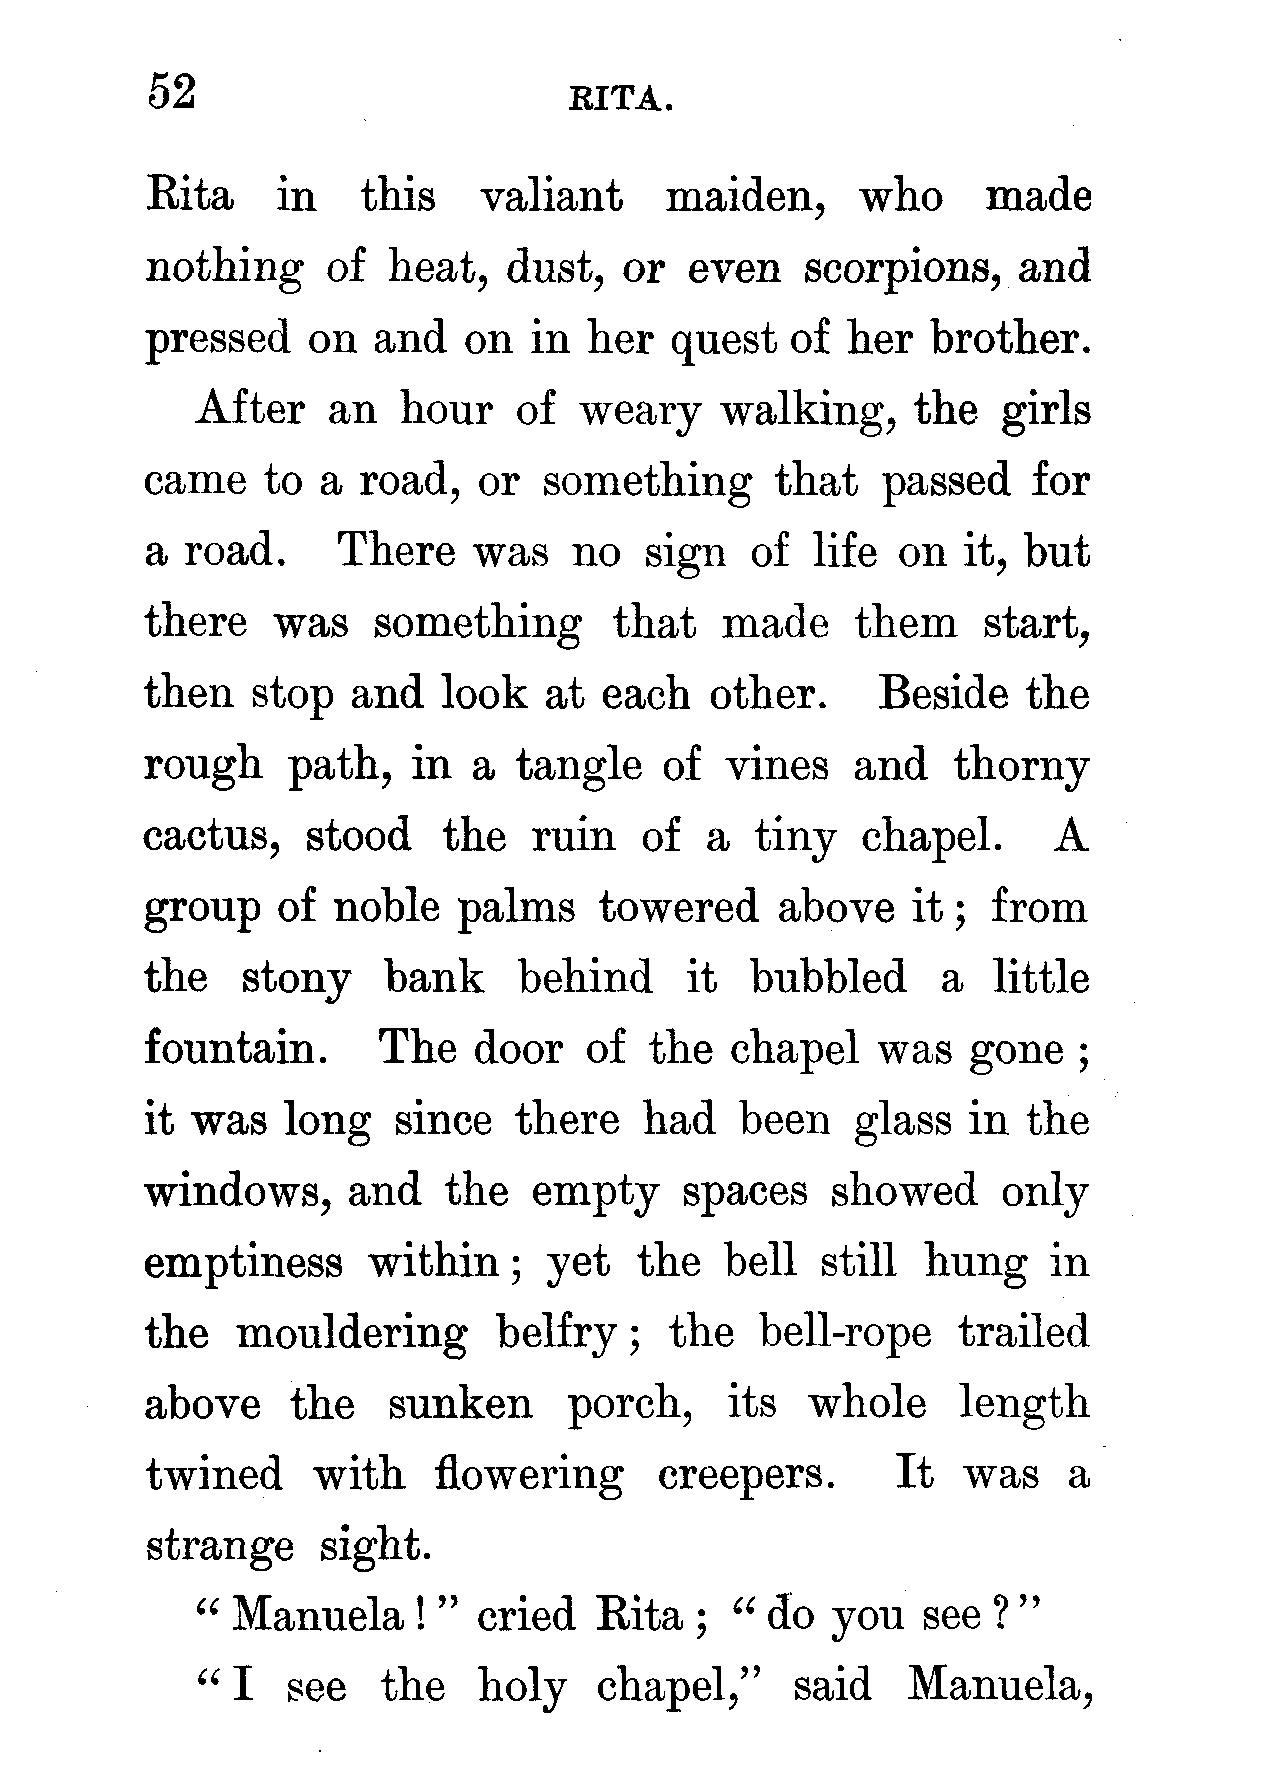 52
RITA.
Rita in this valiant maiden, who made
nothing of heat, dust, or even scorpions, and
pressed on and on in her quest of her brother.
After an hour of weary walking, the girls
came to a road, or something that passed for
a road. There was no sign of life on it, but
there was something that made them start,
then stop and look at each other. Beside the
rough path, in a tangle of vines and thorny
cactus, stood the ruin of a tiny chapel. A
group of noble palms towered above it ; from
the stony bank behind it bubbled a little
fountain. The door of the chapel was gone ;
it was long since there had been glass in the
windows, and the empty spaces showed only
emptiness within ; yet the bell still hung in
the mouldering belfry ; the bell-rope trailed
above the sunken porch, its whole length
twined with flowering creepers. It was a
strange sight.
“ Manuela ! ” cried Rita ; “ do you see ? ”
“ I see the holy chapel,” said Manuela,